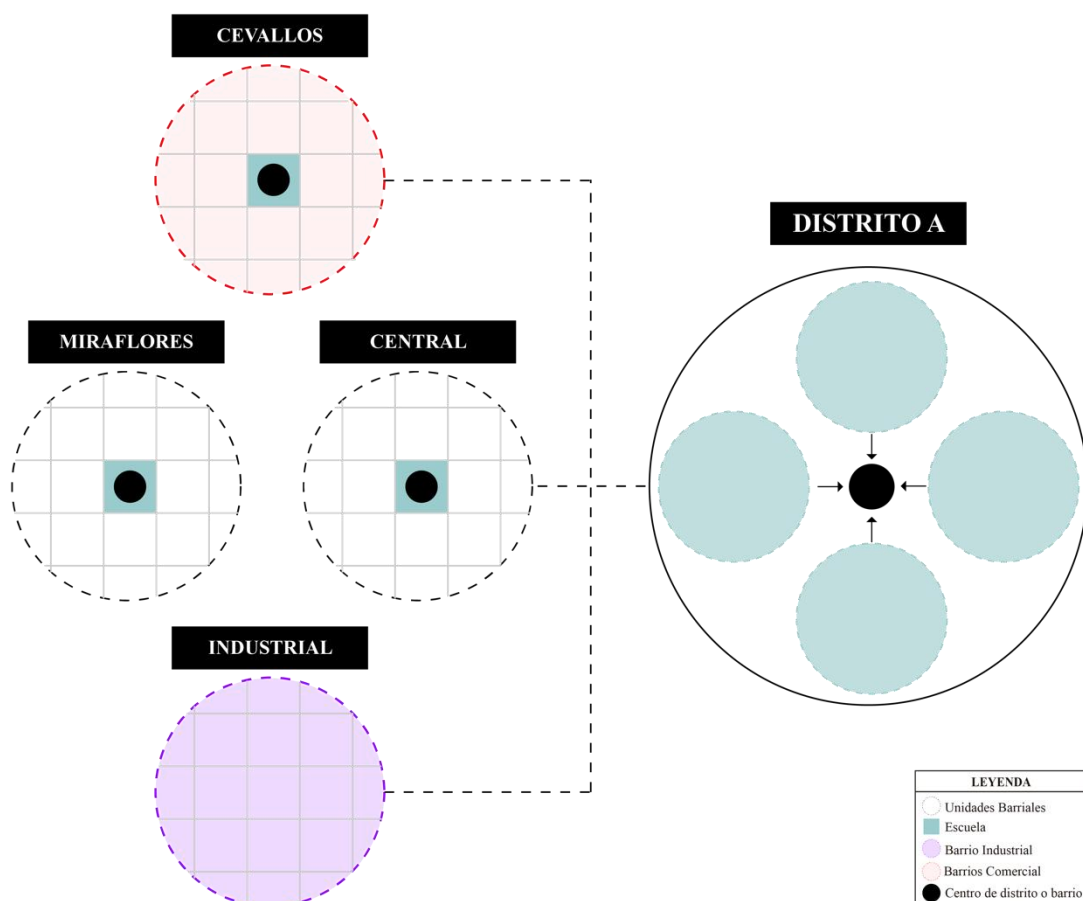 CEVALLOS
DISTRITO A
MIRAFLORES
CENTRAL
INDUSTRIAL
LEYENDA
Unidades Barriales
Escuela
Barrio Industrial
Barrios Comercial
Centro de distrito o barrio